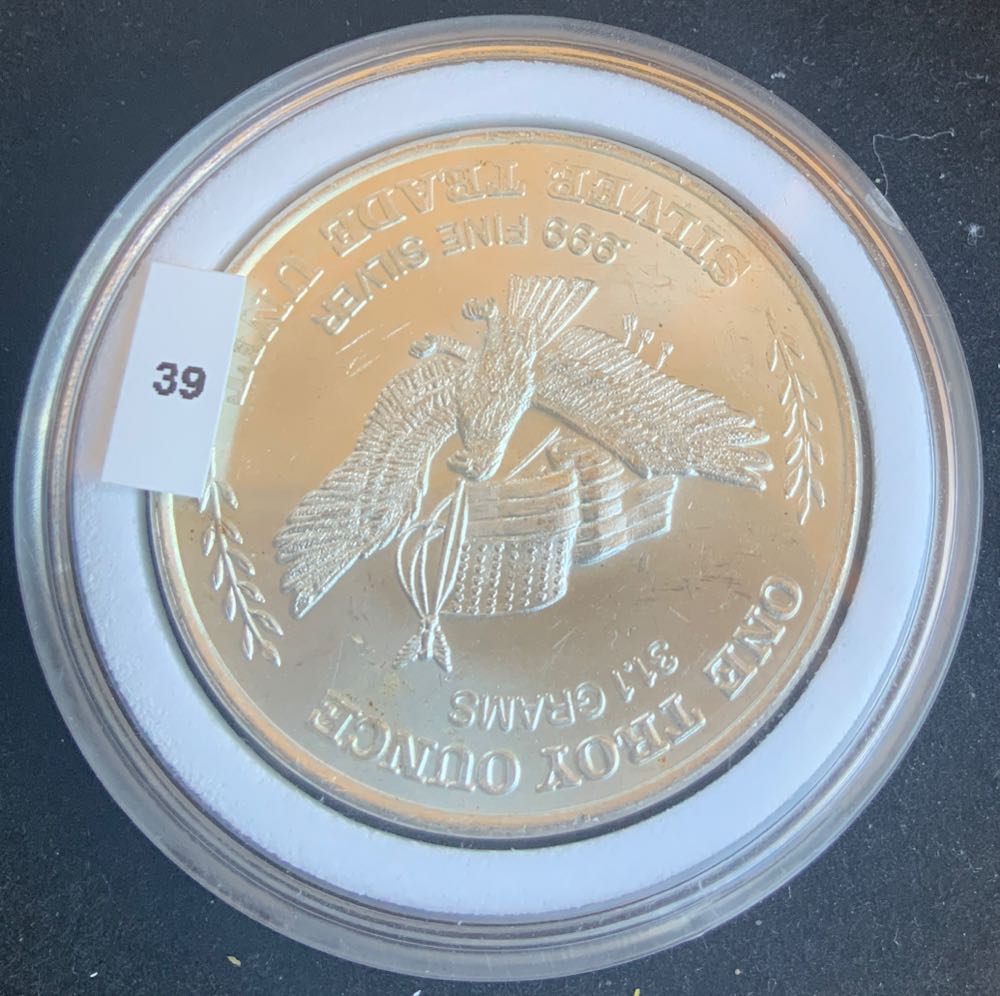 SILVER TRADE UNIT
.999 FINE SILVER
31.1 GRAMS
ONE TROY OUNCE
39